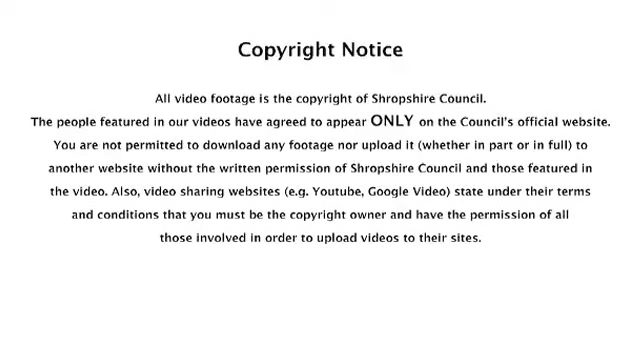 Copyright Notice
All video footage is the copyright of Shropshire Council.
The people featured in our videos have agreed to appear ONLY on the Council's official website.
You are not permitted to download any footage nor upload it (whether in part or in full) to
another website without the written permission of Shropshire Council and those featured in
the video. Also, video sharing websites (e.g. Youtube, Google Video) state under their terms
and conditions that you must be the copyright owner and have the permission of all
those involved in order to upload videos to their sites.